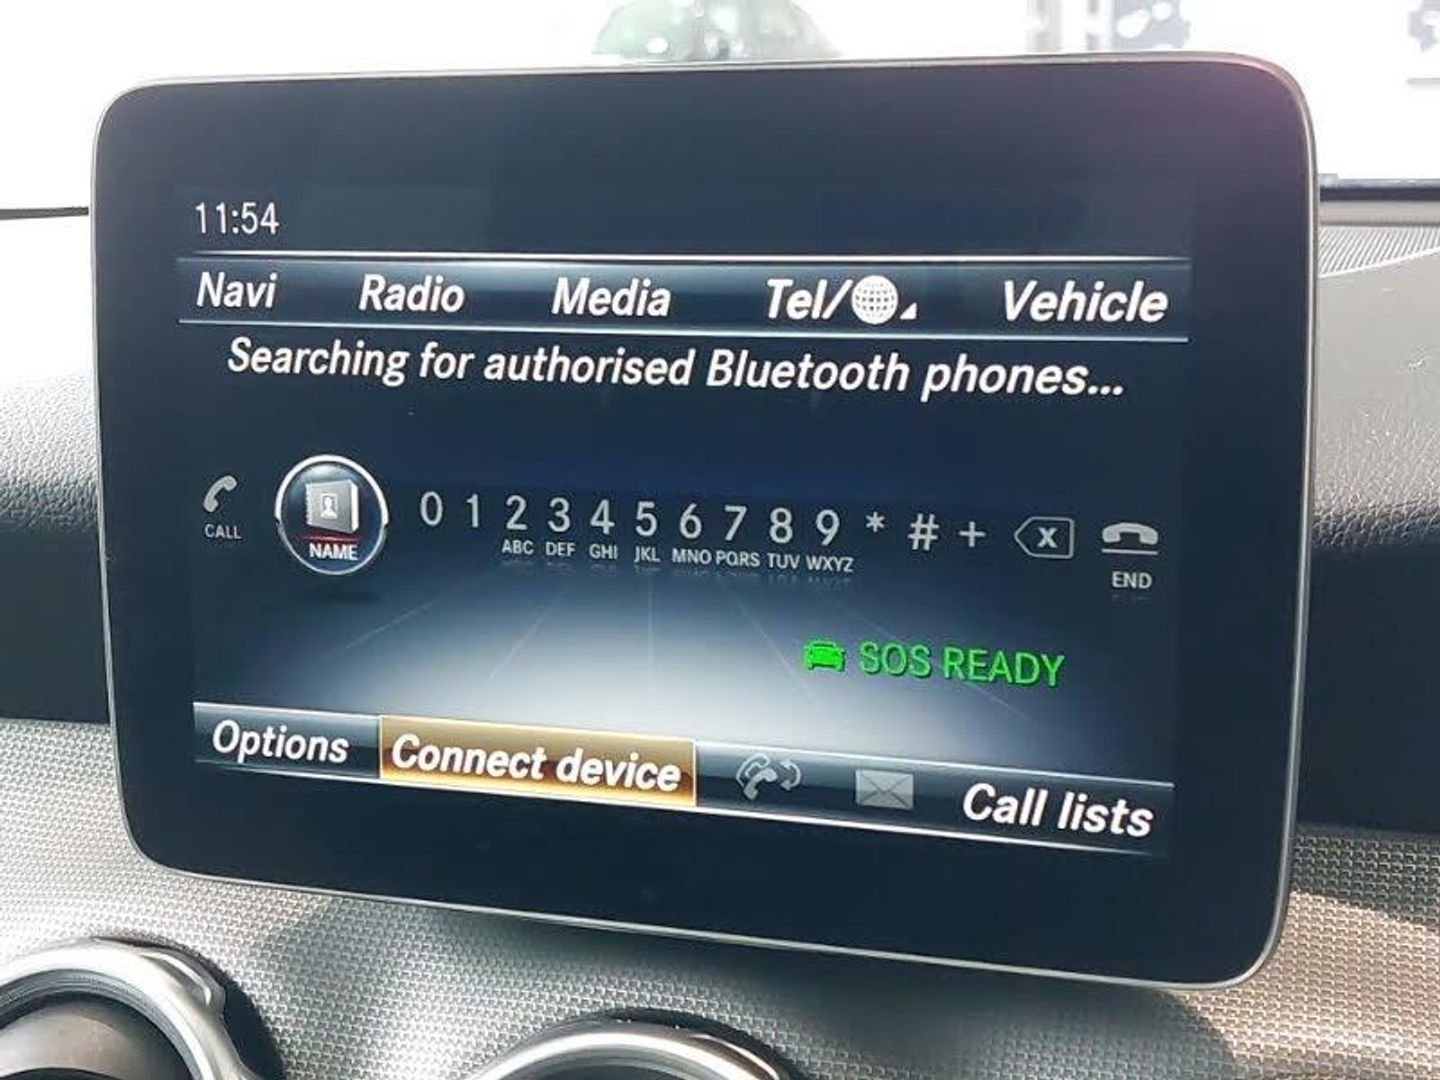 11:54
Navi Radio Media Tel/ Vehicle
Searching for authorised Bluetooth phones...
0 1 2 3 4 5 6 7 8 9 * # + x
CALL NAME ABC DEF GHI JKL MNO PQRS TUV WXYZ END
SOS READY
Options Connect device Call lists